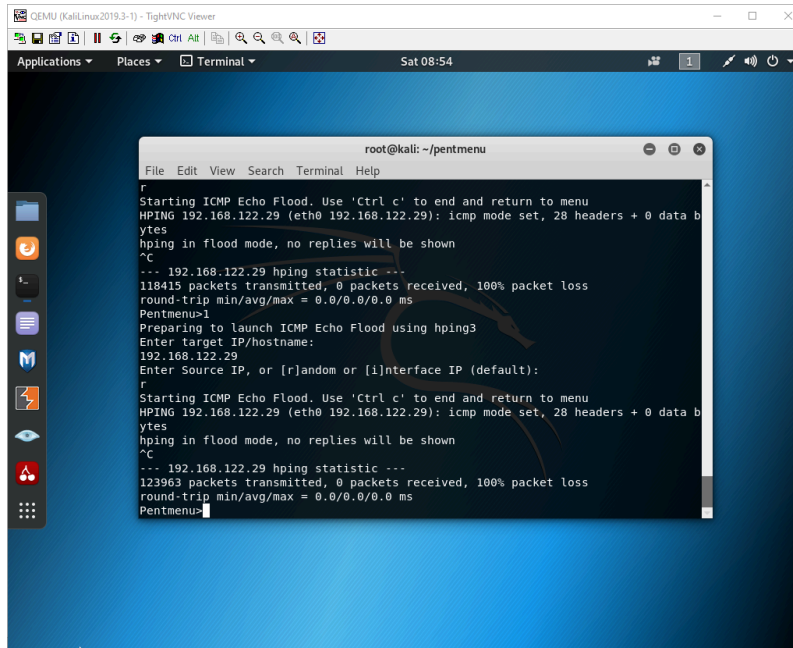 QEMU (KaliLinux2019.3-1) - TightVNC Viewer
Ctrl Alt
Applications Places Terminal Sat 08:54 1
root@kali: ~/pentmenu
File Edit View Search Terminal Help
r
Starting ICMP Echo Flood. Use 'Ctrl c' to end and return to menu
HPING 192.168.122.29 (eth0 192.168.122.29): icmp mode set, 28 headers + 0 data b
ytes
hping in flood mode, no replies will be shown
^C
--- 192.168.122.29 hping statistic ---
118415 packets transmitted, 0 packets received, 100% packet loss
round-trip min/avg/max = 0.0/0.0/0.0 ms
Pentmenu>1
Preparing to launch ICMP Echo Flood using hping3
Enter target IP/hostname:
192.168.122.29
Enter Source IP, or [r]andom or [i]nterface IP (default):
r
Starting ICMP Echo Flood. Use 'Ctrl c' to end and return to menu
HPING 192.168.122.29 (eth0 192.168.122.29): icmp mode set, 28 headers + 0 data b
ytes
hping in flood mode, no replies will be shown
^C
--- 192.168.122.29 hping statistic ---
123963 packets transmitted, 0 packets received, 100% packet loss
round-trip min/avg/max = 0.0/0.0/0.0 ms
Pentmenu>